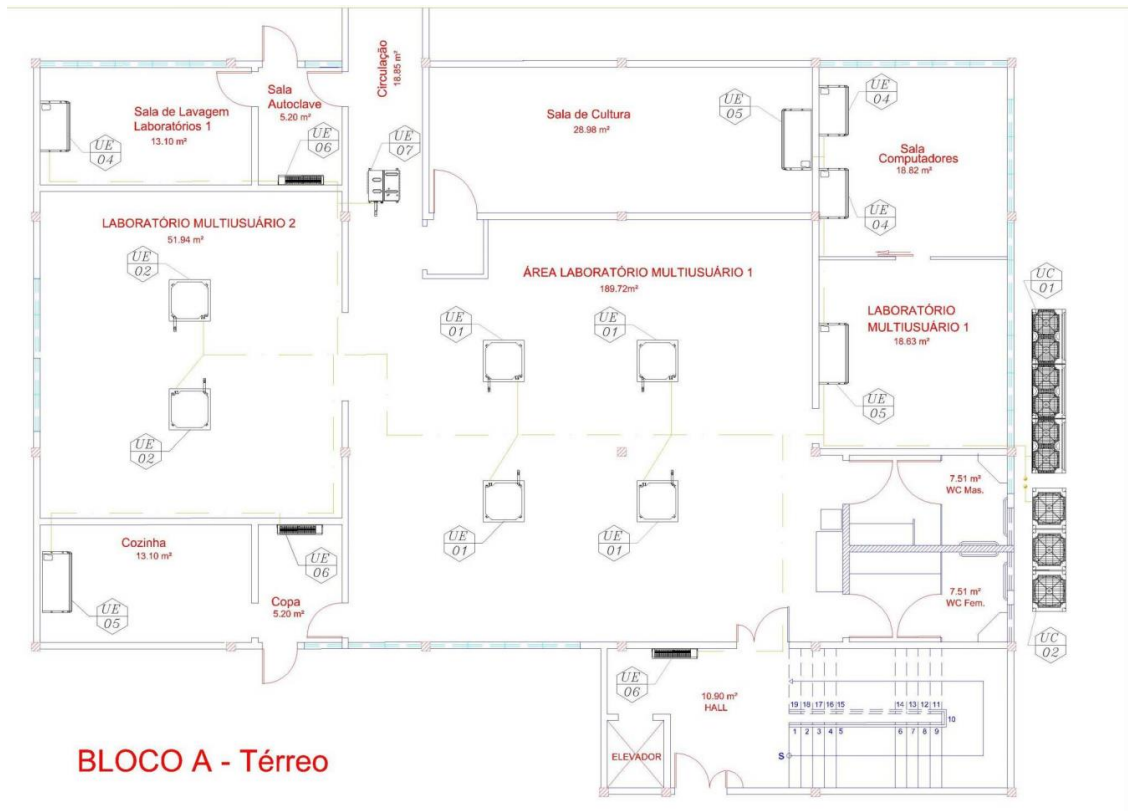 Circulação
18.85 m²
Sala de Lavagem
Laboratórios 1
13.10 m²
Sala
Autoclave
5.20 m²
UE
04
UE
06
UE
07
Sala de Cultura
28.98 m²
UE
05
UE
04
Sala
Computadores
18.82 m²
UE
04
LABORATÓRIO MULTIUSUÁRIO 2
51.94 m²
UE
02
UE
02
ÁREA LABORATÓRIO MULTIUSUÁRIO 1
189.72m²
UE
01
UE
01
UE
01
UE
01
LABORATÓRIO
MULTIUSUÁRIO 1
18.63 m²
UE
05
UC
01
7.51 m²
WC Mas.
7.51 m²
WC Fem.
UC
02
Cozinha
13.10 m²
UE
05
UE
06
Copa
5.20 m²
UE
06
10.90 m²
HALL
ELEVADOR
19 18 17 16 15 14 13 12 11
10
1 2 3 4 5 6 7 8 9
S
BLOCO A - Térreo